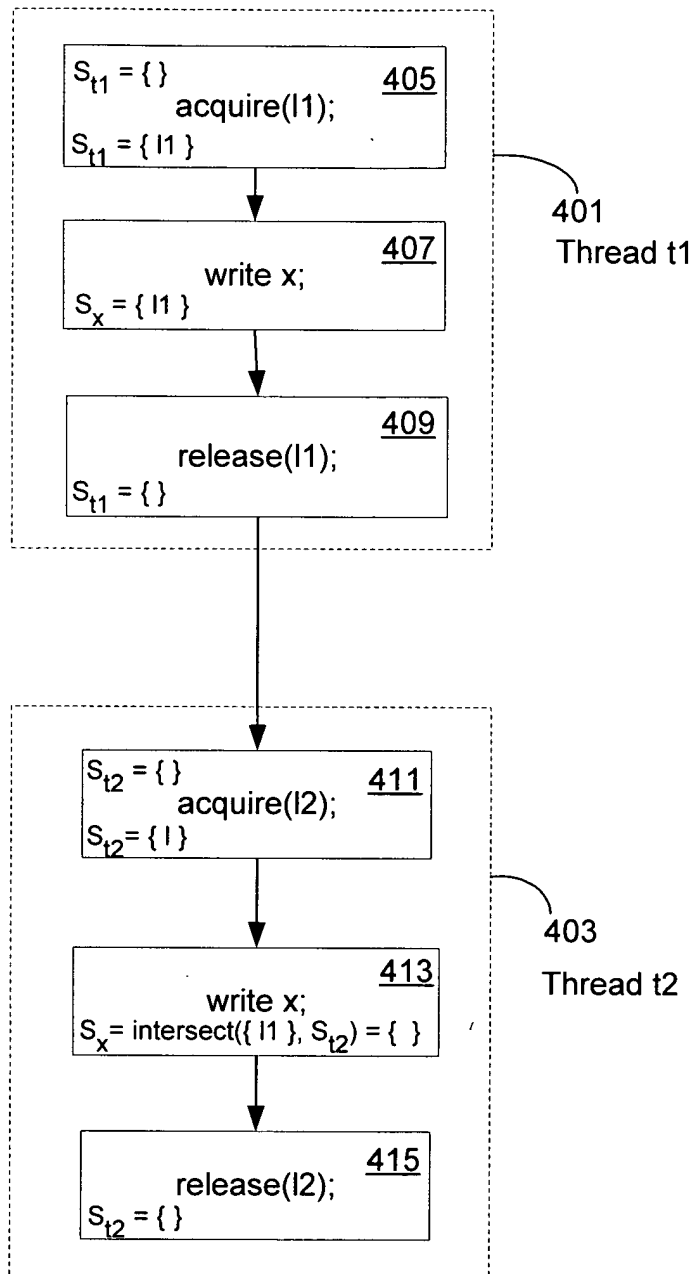 S_t1 = { } 405
acquire(l1);
S_t1 = { l1 }
407
write x;
S_x = { l1 }
409
release(l1);
S_t1 = { }
401
Thread t1
S_t2 = { } 411
acquire(l2);
S_t2= { l }
413
write x;
S_x= intersect({ l1 }, S_t2) = { }
415
release(l2);
S_t2 = { }
403
Thread t2